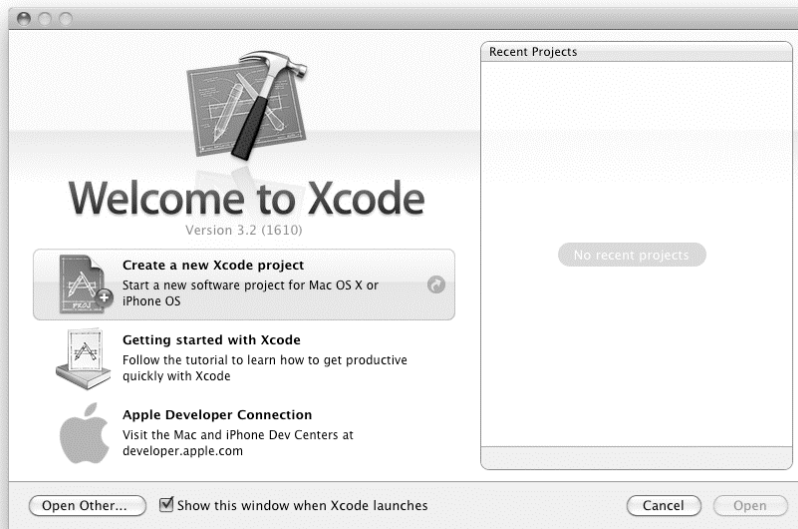 Recent Projects
Welcome to Xcode
Version 3.2 (1610)
No recent projects
Create a new Xcode project
Start a new software project for Mac OS X or
iPhone OS
Getting started with Xcode
Follow the tutorial to learn how to get productive
quickly with Xcode
Apple Developer Connection
Visit the Mac and iPhone Dev Centers at
developer.apple.com
Open Other...
Show this window when Xcode launches
Cancel
Open